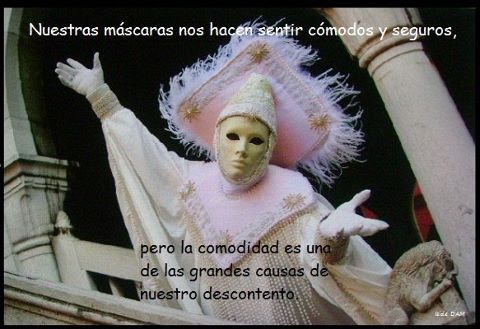 Nuestras máscaras nos hacen sentir cómodos y seguros,
pero la comodidad es una
de las grandes causas de
nuestro descontento.